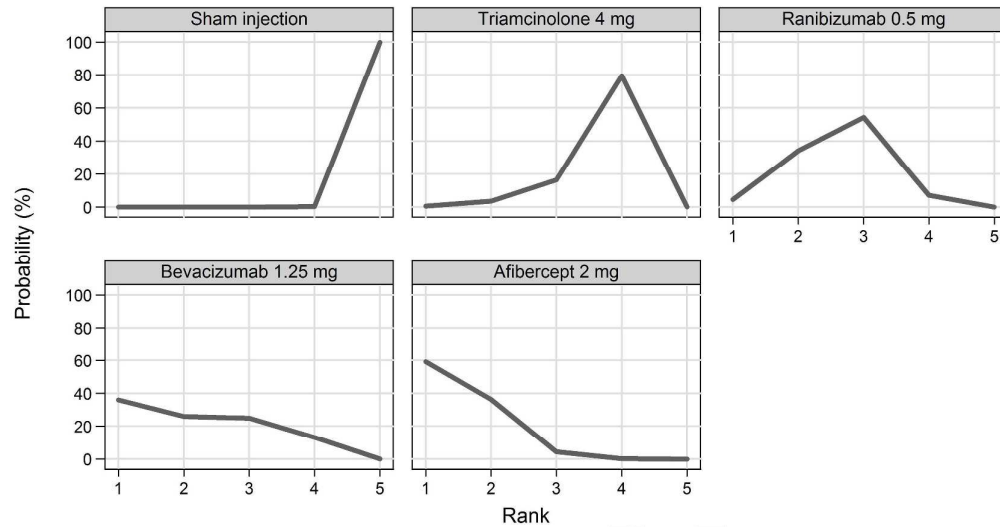 Sham injection
Triamcinolone 4 mg
Ranibizumab 0.5 mg
100
80
60
40
20
0
1 2 3 4 5
Probability (%)
Bevacizumab 1.25 mg
Afibercept 2 mg
100
80
60
40
20
0
1 2 3 4 5
1 2 3 4 5
Rank